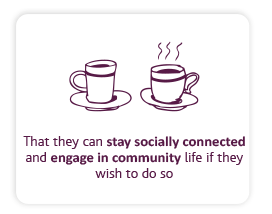 That they can stay socially connected
and engage in community life if they
wish to do so